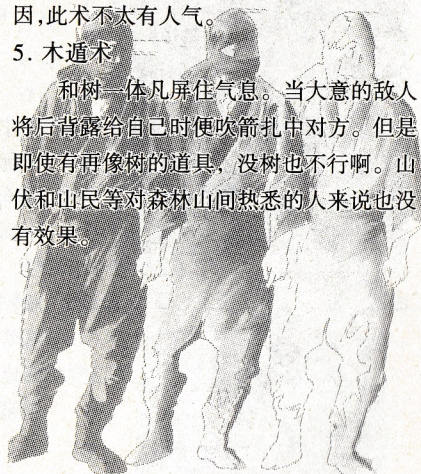 因,此术不太有人气。
5. 木遁术
和树一体凡屏住气息。当大意的敌人
将后背露给自己时便吹箭扎中对方。但是
即使有再像树的道具，没树也不行啊。山
伏和山民等对森林山间热悉的人来说也没
有效果。